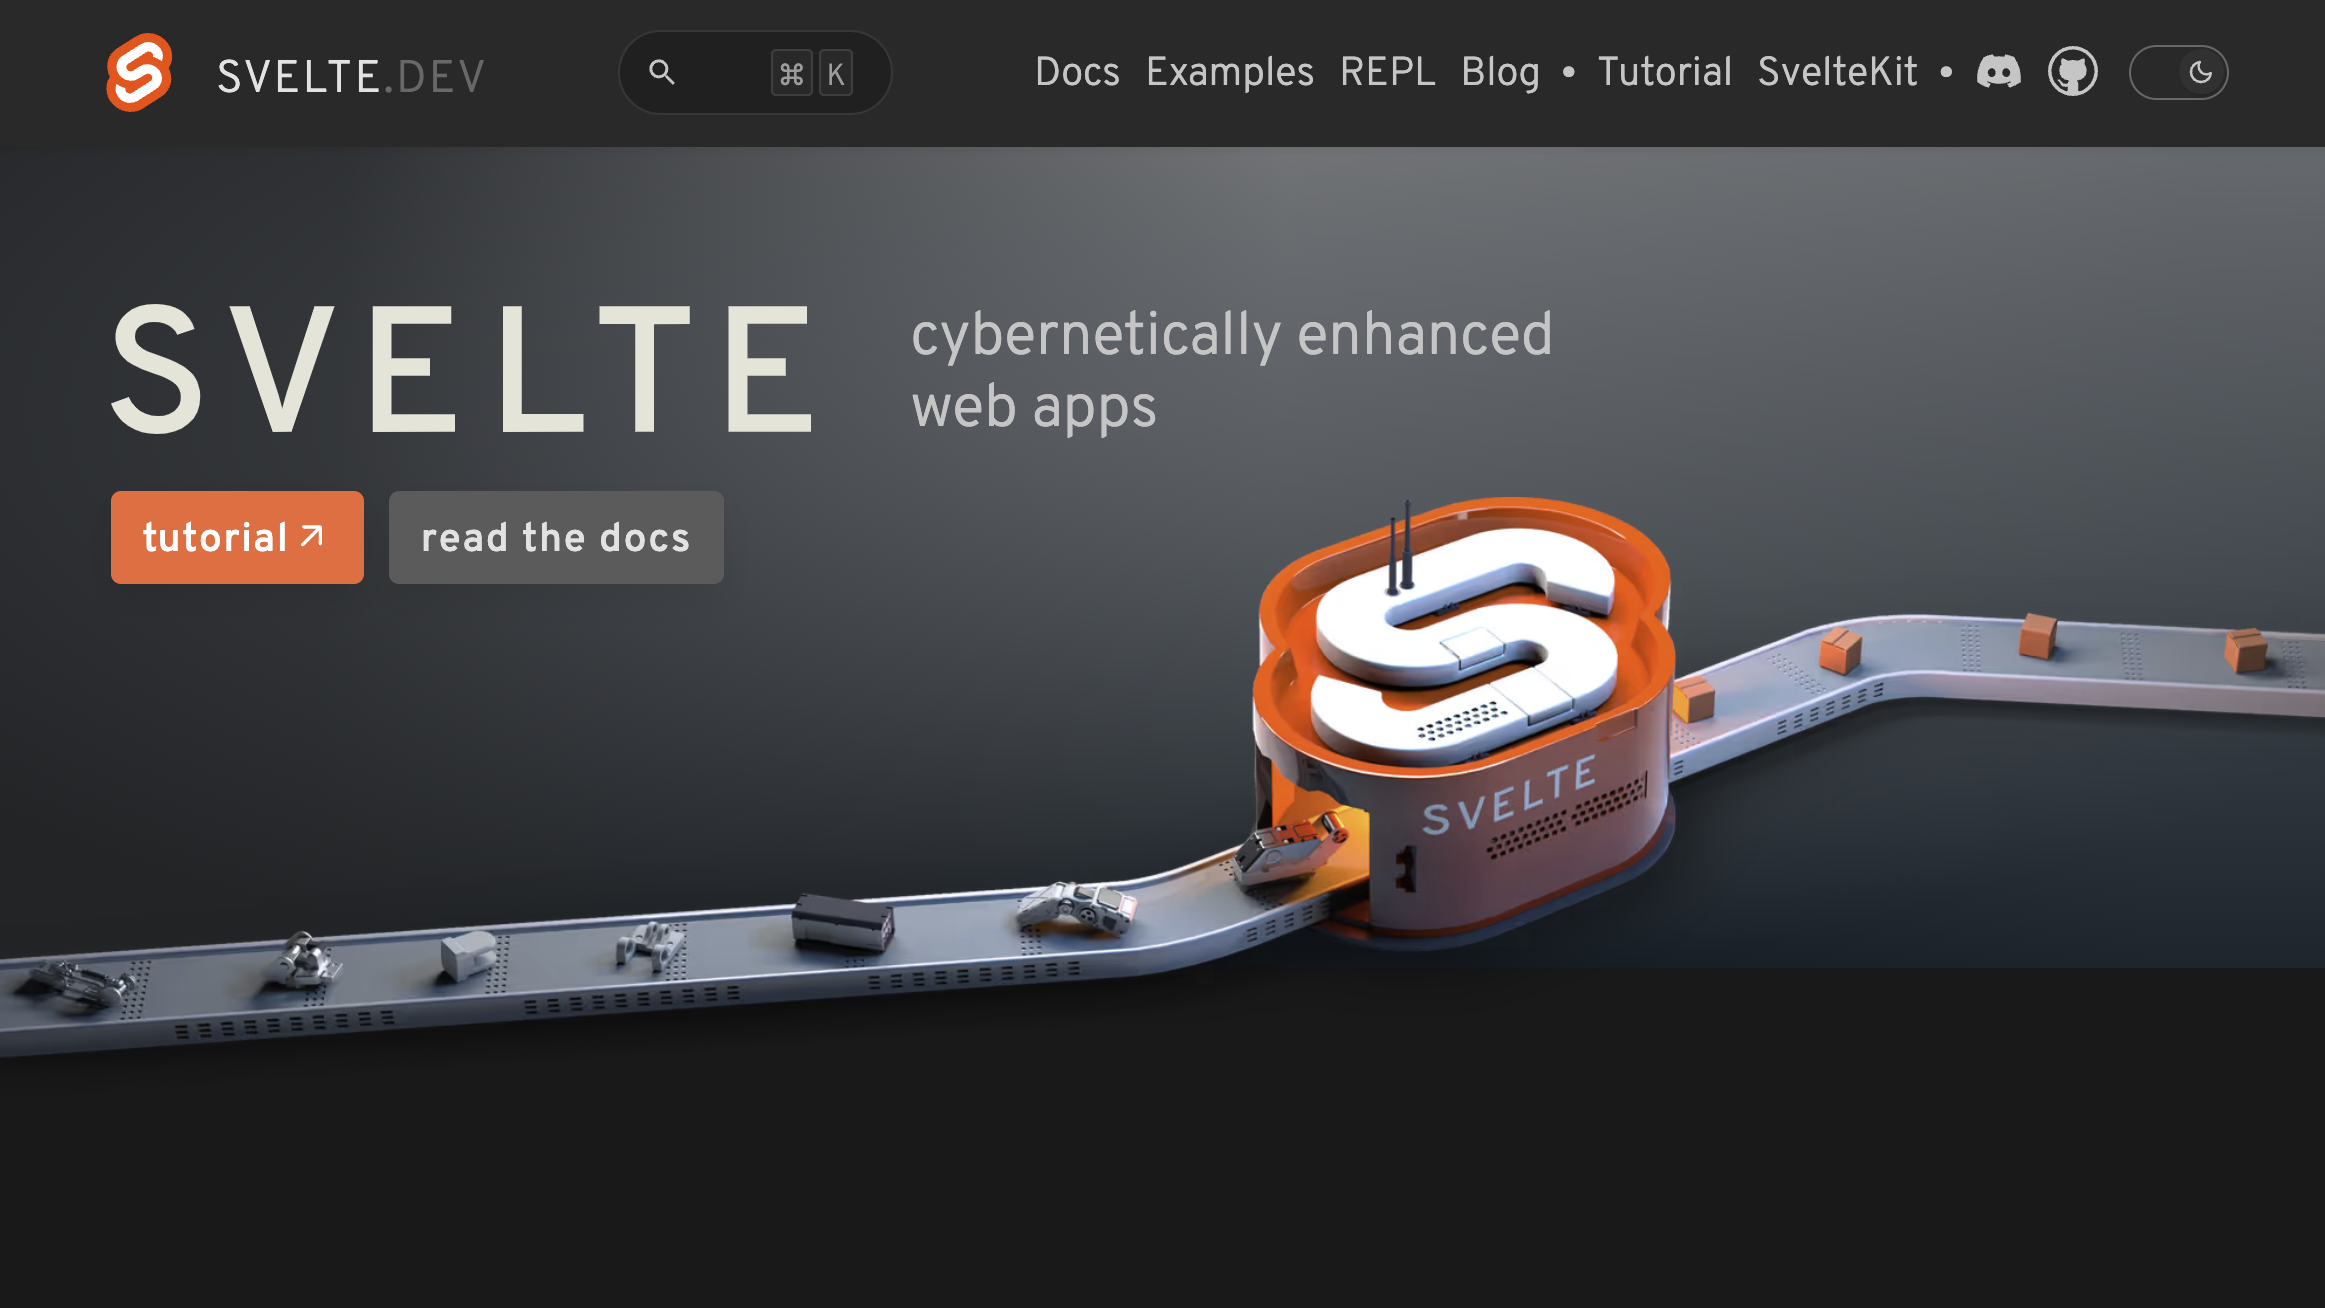 SVELTE.DEV
⌘ K
Docs Examples REPL Blog • Tutorial SvelteKit •
SVELTE
cybernetically enhanced
web apps
tutorial
read the docs
SVELTE